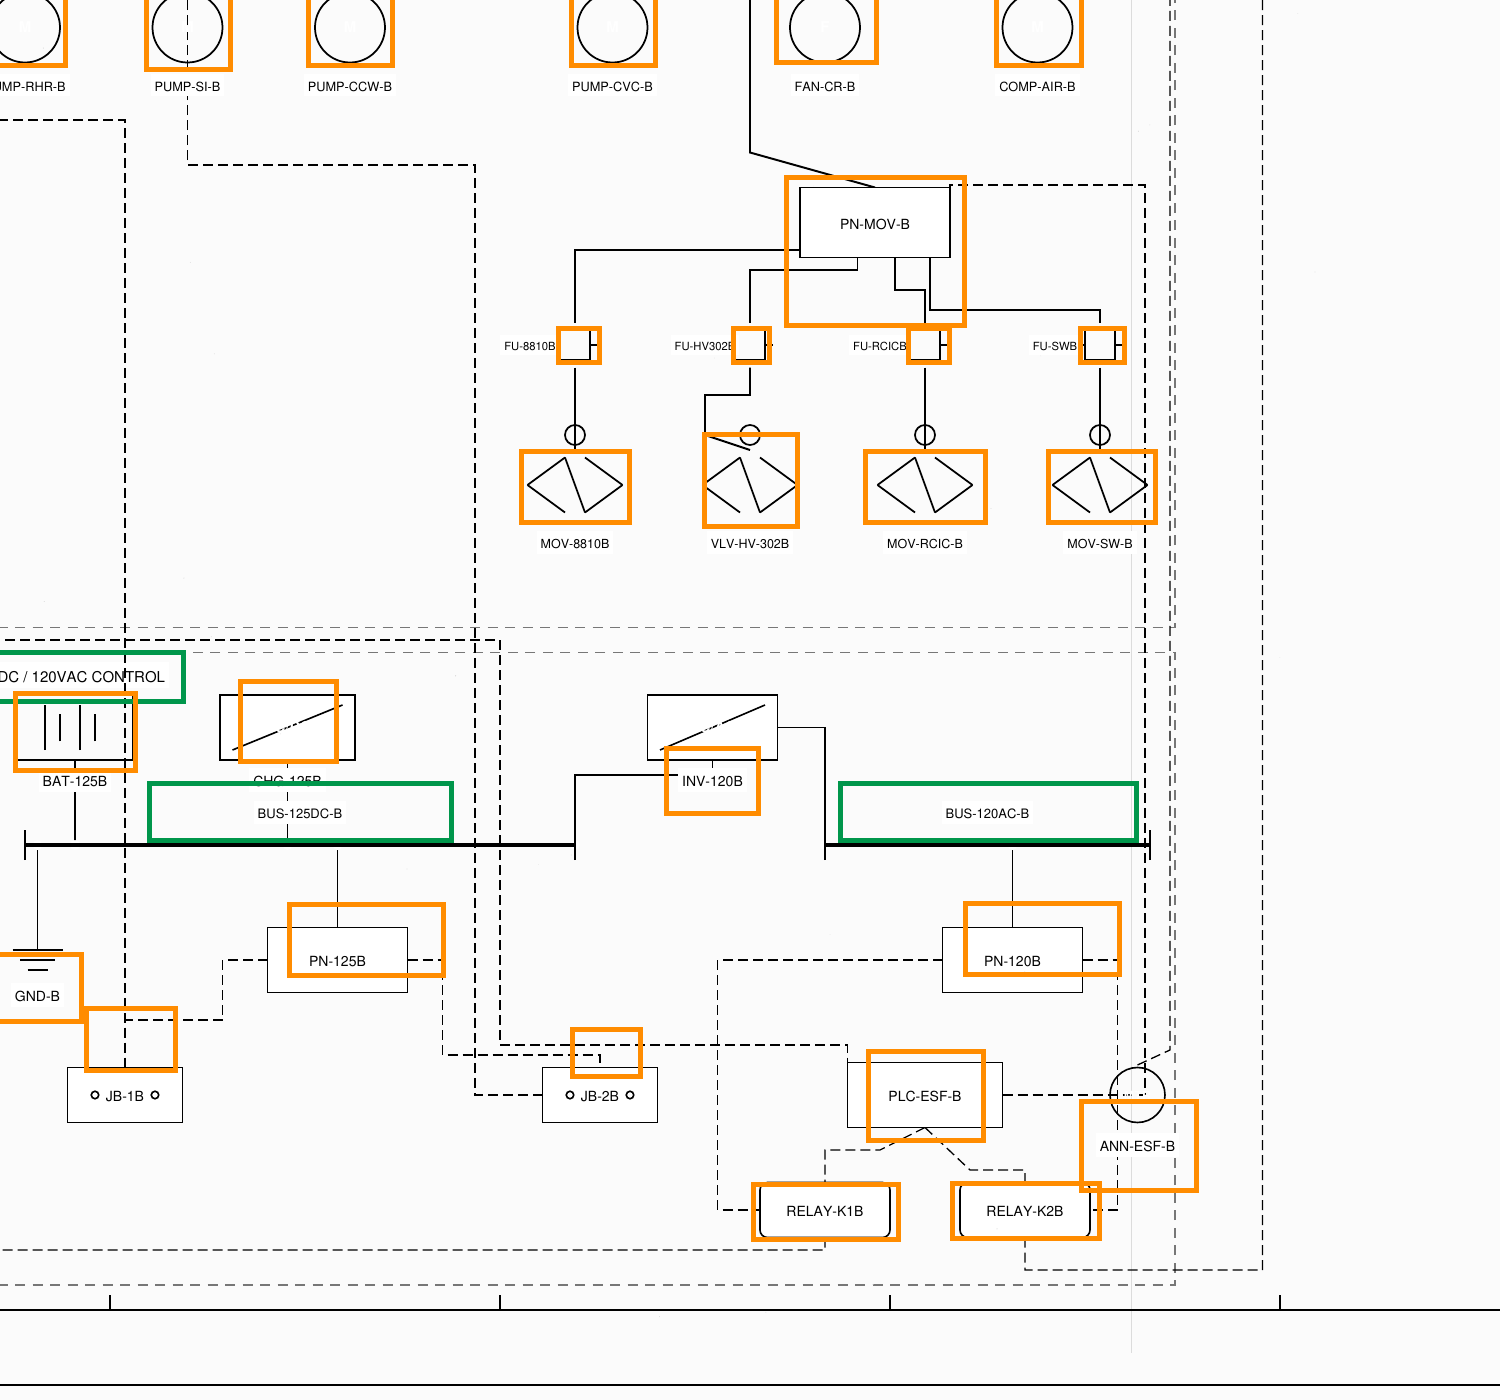 UMP-RHR-B
PUMP-SI-B
PUMP-CCW-B
PUMP-CVC-B
FAN-CR-B
COMP-AIR-B
PN-MOV-B
FU-8810B
FU-HV302B
FU-RCICB
FU-SWB
MOV-8810B
VLV-HV-302B
MOV-RCIC-B
MOV-SW-B
DC / 120VAC CONTROL
BAT-125B
CHG-125B
INV-120B
BUS-125DC-B
BUS-120AC-B
PN-125B
PN-120B
GND-B
JB-1B
JB-2B
PLC-ESF-B
ANN-ESF-B
RELAY-K1B
RELAY-K2B